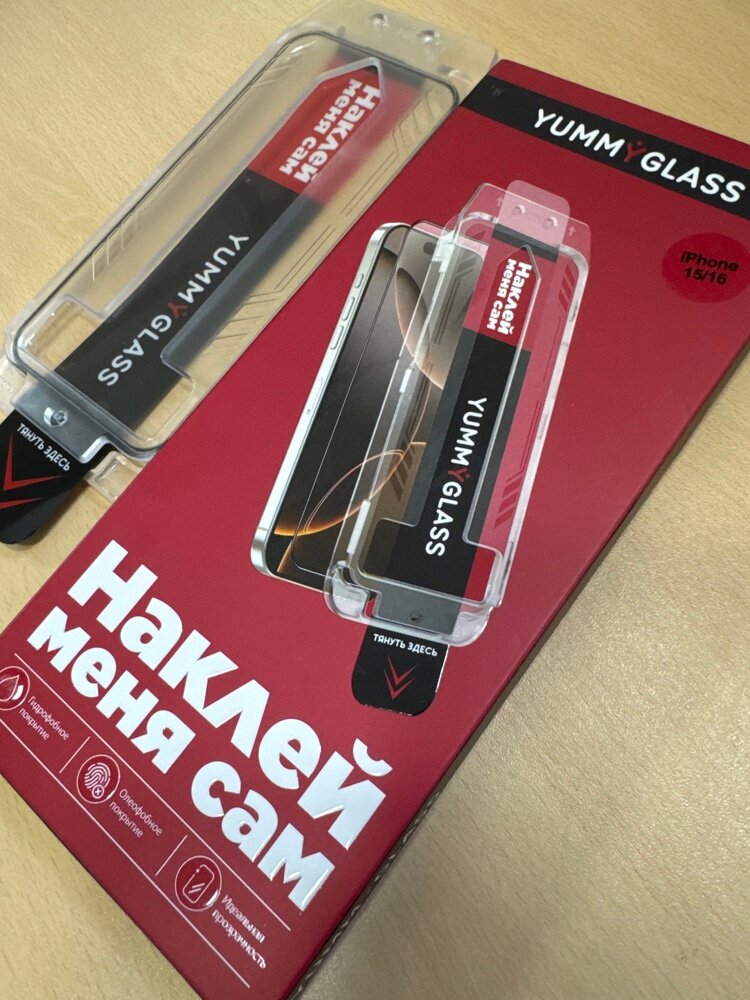 Наклей
меня сам
YUMMYGLASS
ТЯНУТЬ ЗДЕСЬ
YUMMYGLASS
iPhone
15/16
Наклей
меня сам
YUMMYGLASS
ТЯНУТЬ ЗДЕСЬ
Наклей
меня сам
Гидрофобное
покрытие
Олеофобное
покрытие
Идеальная
прозрачность